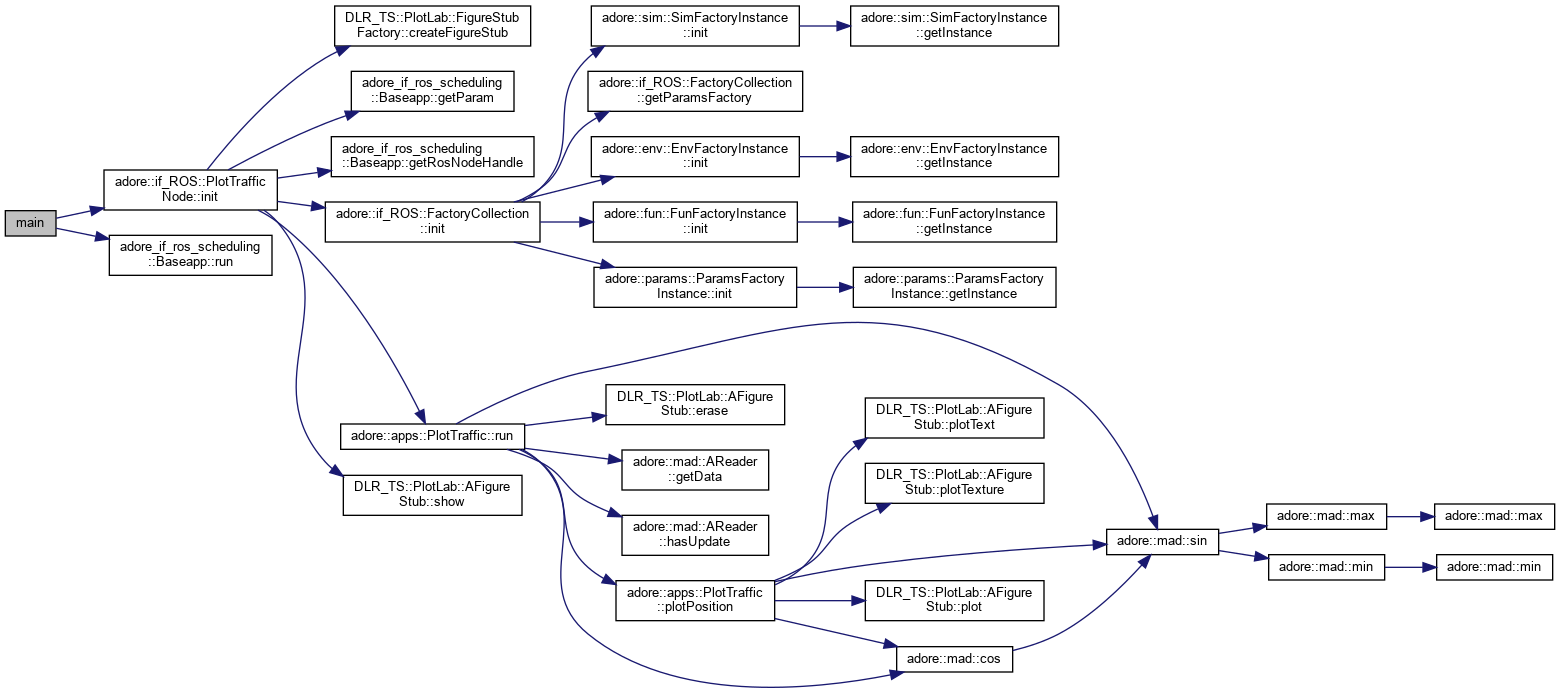 main
adore::if_ROS::PlotTraffic
Node::init
adore_if_ros_scheduling
::Baseapp::run
DLR_TS::PlotLab::FigureStub
Factory::createFigureStub
adore_if_ros_scheduling
::Baseapp::getParam
adore_if_ros_scheduling
::Baseapp::getRosNodeHandle
adore::if_ROS::FactoryCollection
::init
adore::apps::PlotTraffic::run
DLR_TS::PlotLab::AFigure
Stub::show
adore::sim::SimFactoryInstance
::init
adore::if_ROS::FactoryCollection
::getParamsFactory
adore::env::EnvFactoryInstance
::init
adore::fun::FunFactoryInstance
::init
adore::params::ParamsFactory
Instance::init
adore::sim::SimFactoryInstance
::getInstance
adore::env::EnvFactoryInstance
::getInstance
adore::fun::FunFactoryInstance
::getInstance
adore::params::ParamsFactory
Instance::getInstance
DLR_TS::PlotLab::AFigure
Stub::erase
adore::mad::AReader
::getData
adore::mad::AReader
::hasUpdate
adore::apps::PlotTraffic
::plotPosition
DLR_TS::PlotLab::AFigure
Stub::plotText
DLR_TS::PlotLab::AFigure
Stub::plotTexture
DLR_TS::PlotLab::AFigure
Stub::plot
adore::mad::cos
adore::mad::sin
adore::mad::max
adore::mad::min
adore::mad::max
adore::mad::min